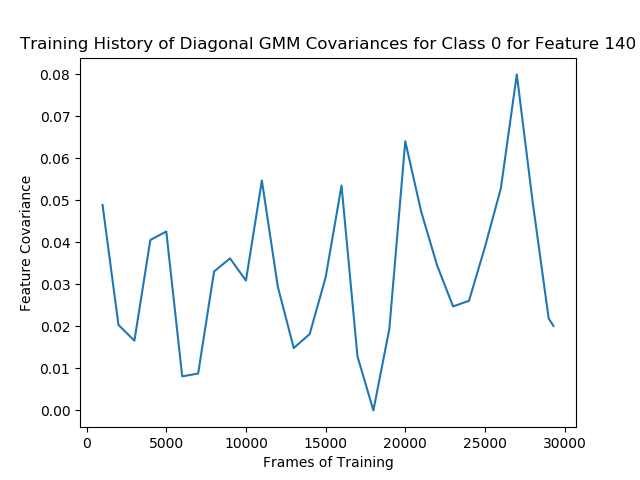 Training History of Diagonal GMM Covariances for Class 0 for Feature 140
0.08
0.07
0.06
0.05
0.04
0.03
0.02
0.01
0.00
Feature Covariance
0 5000 10000 15000 20000 25000 30000
Frames of Training